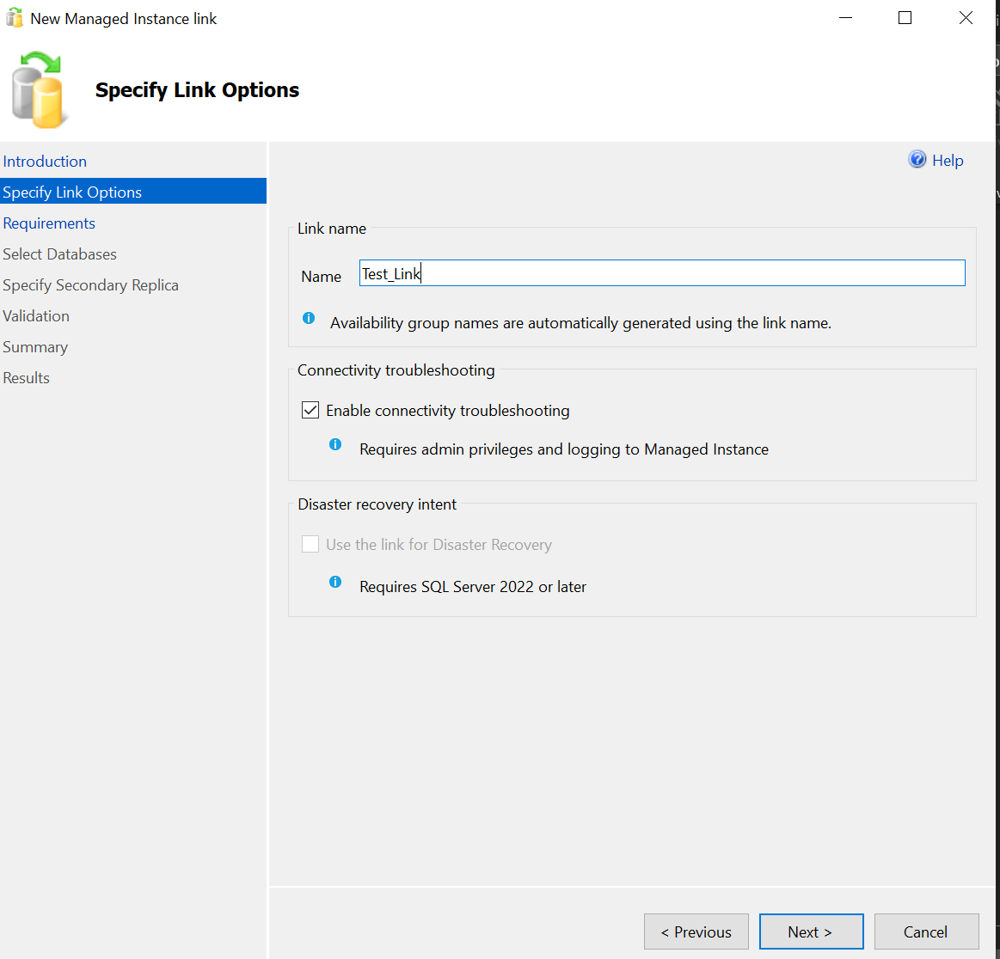 New Managed Instance link
Specify Link Options
Introduction
Specify Link Options
Requirements
Select Databases
Specify Secondary Replica
Validation
Summary
Results
Help
Link name
Name Test_Link
Availability group names are automatically generated using the link name.
Connectivity troubleshooting
Enable connectivity troubleshooting
Requires admin privileges and logging to Managed Instance
Disaster recovery intent
Use the link for Disaster Recovery
Requires SQL Server 2022 or later
< Previous Next > Cancel